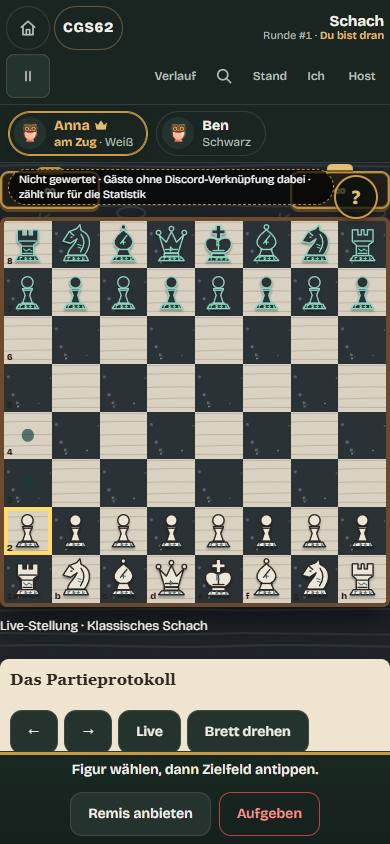 CGS62
Schach
Runde #1 · Du bist dran
Verlauf
Stand
Ich
Host
Anna
am Zug · Weiß
Ben
Schwarz
Nicht gewertet · Gäste ohne Discord-Verknüpfung dabei ·
zählt nur für die Statistik
?
8
6
4
2
b
d
f
h
Live-Stellung · Klassisches Schach
Das Partieprotokoll
← → Live Brett drehen
Figur wählen, dann Zielfeld antippen.
Remis anbieten Aufgeben